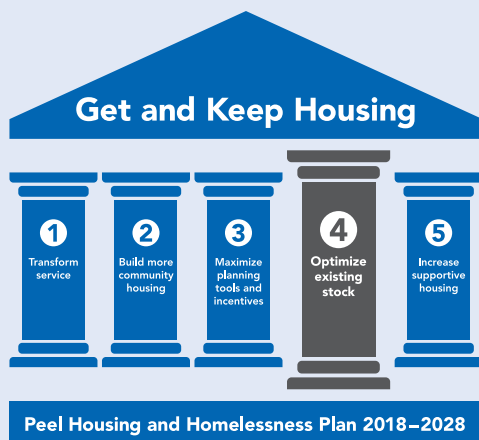 Get and Keep Housing
1
Transform
service
2
Build more
community
housing
3
Maximize
planning
tools and
incentives
4
Optimize
existing
stock
5
Increase
supportive
housing
Peel Housing and Homelessness Plan 2018–2028